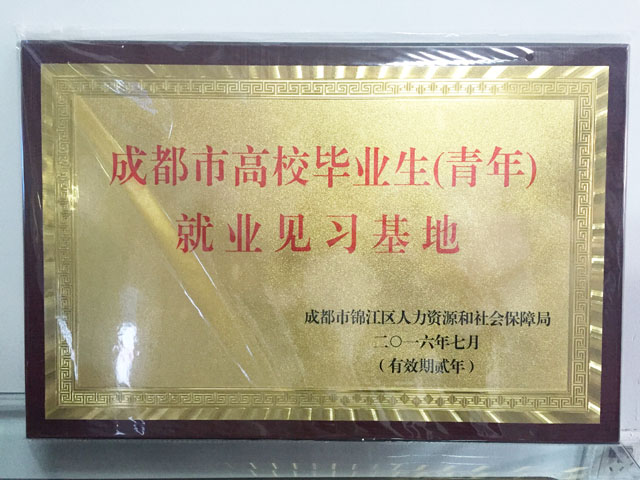 成都市高校毕业生(青年)
就业见习基地
成都市锦江区人力资源和社会保障局
二〇一六年七月
(有效期贰年)